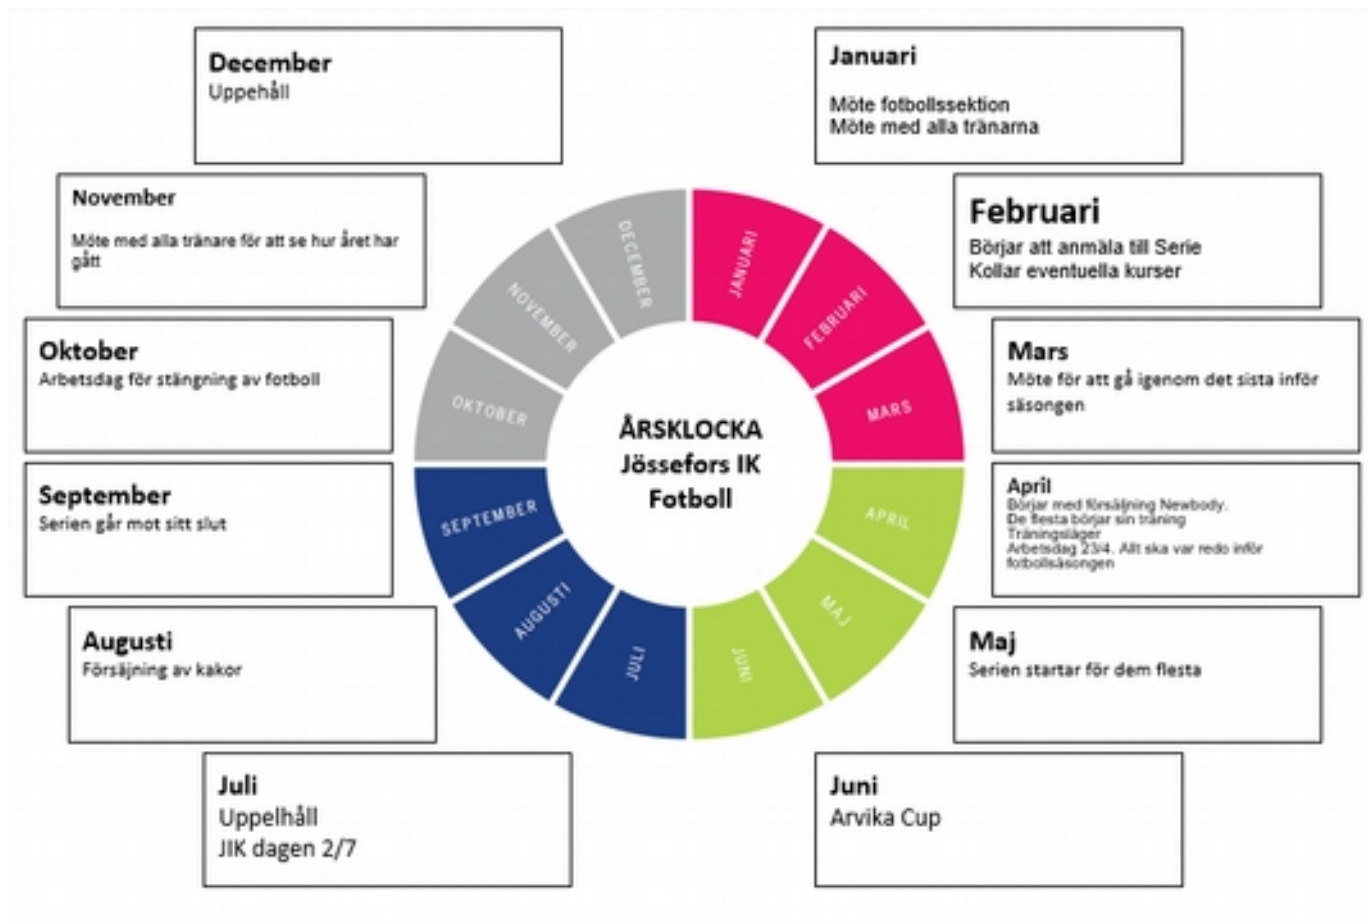 December
Uppehåll
Januari
Möte fotbollssektion
Möte med alla tränarna
November
Möte med alla tränare för att se hur året har
gått
Februari
Börjar att anmäla till Serie
Kollar eventuella kurser
Oktober
Arbetsdag för stängning av fotboll
Mars
Möte för att gå igenom det sista inför
säsongen
September
Serien går mot sitt slut
April
Börjar med försäljning Newbody.
De flesta börjar sin träning
Träningsläger
Arbetsdag 23/4. Allt ska var redo inför
fotbollsäsongen
Augusti
Försäjning av kakor
Maj
Serien startar för dem flesta
Juli
Uppelhåll
JIK dagen 2/7
Juni
Arvika Cup
ÅRSKLOCKA
Jössefors IK
Fotboll
JANUARI
FEBRUARI
MARS
APRIL
MAJ
JUNI
JULI
AUGUSTI
SEPTEMBER
OKTOBER
NOVEMBER
DECEMBER